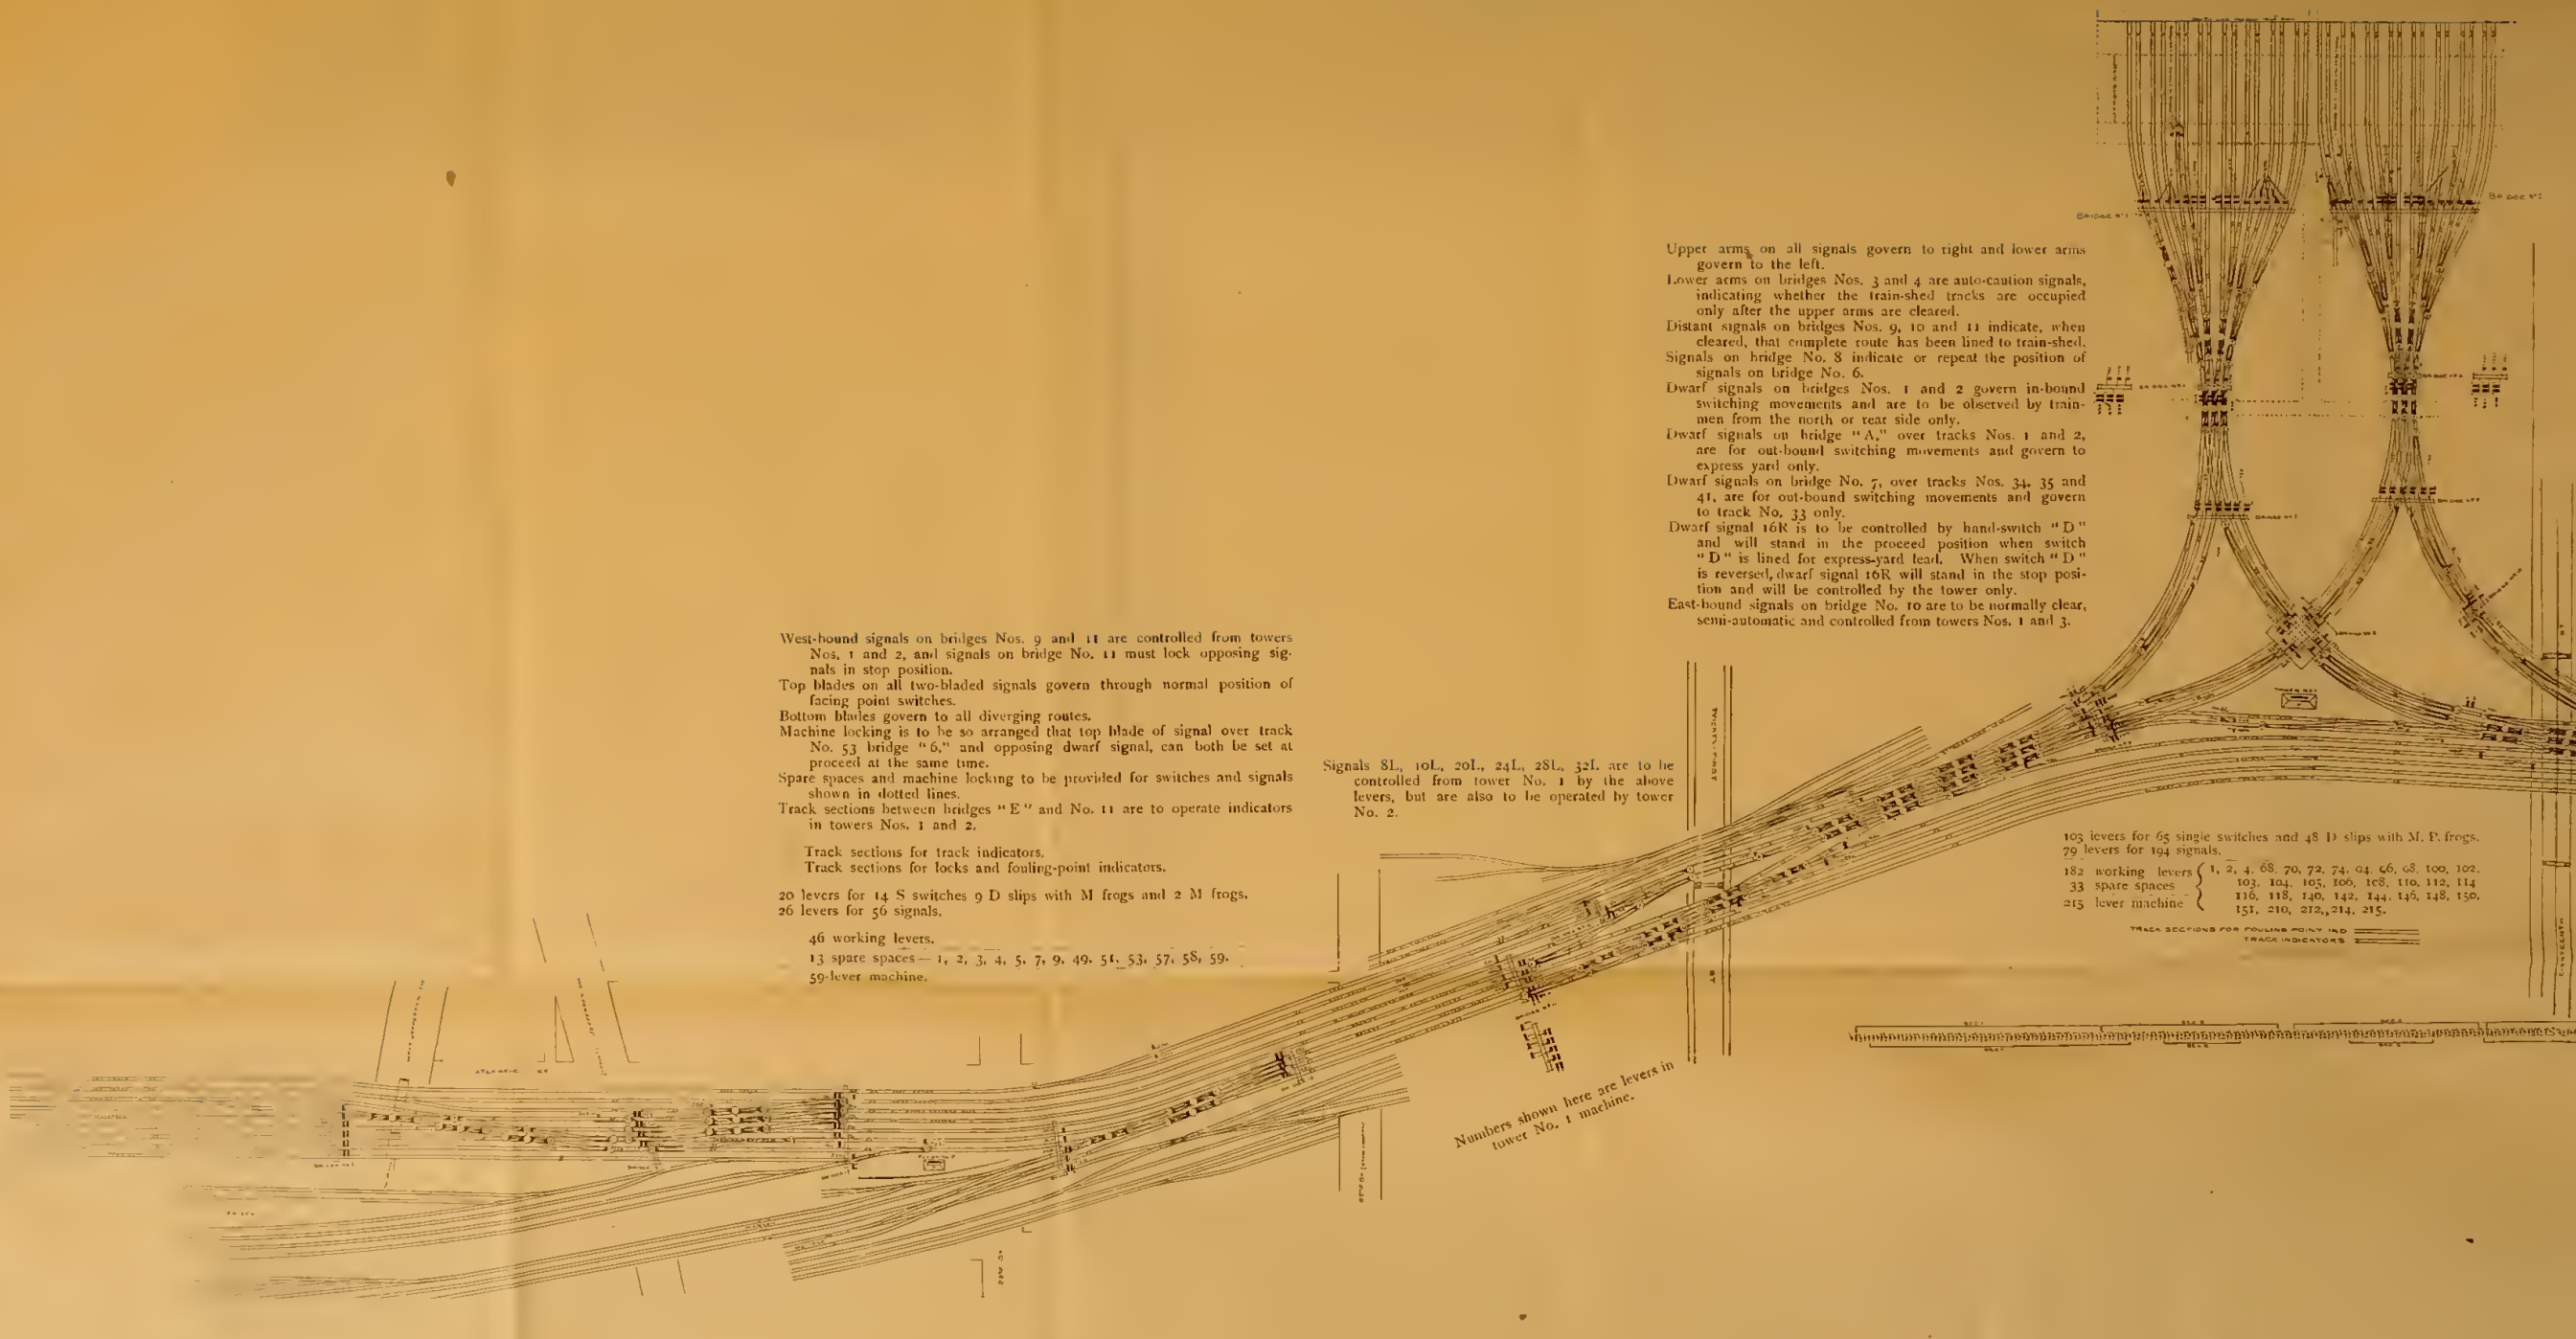 BRIDGE Nº1
Upper arms on all signals govern to right and lower arms
govern to the left.
Lower arms on bridges Nos. 3 and 4 are auto-caution signals,
indicating whether the train-shed tracks are occupied
only after the upper arms are cleared.
Distant signals on bridges Nos. 9, 10 and 11 indicate, when
cleared, that complete route has been lined to train-shed.
Signals on bridge No. 8 indicate or repeat the position of
signals on bridge No. 6.
Dwarf signals on bridges Nos. 1 and 2 govern in-bound
switching movements and are to be observed by train-
men from the north or rear side only.
Dwarf signals on bridge "A," over tracks Nos. 1 and 2,
are for out-bound switching movements and govern to
express yard only.
Dwarf signals on bridge No. 7, over tracks Nos. 34, 35 and
41, are for out-bound switching movements and govern
to track No. 33 only.
Dwarf signal 16R is to be controlled by hand-switch "D"
and will stand in the proceed position when switch
"D" is lined for express-yard lead. When switch "D"
is reversed, dwarf signal 16R will stand in the stop posi-
tion and will be controlled by the tower only.
East-bound signals on bridge No. 10 are to be normally clear,
semi-automatic and controlled from towers Nos. 1 and 3.
West-bound signals on bridges Nos. 9 and 11 are controlled from towers
Nos. 1 and 2, and signals on bridge No. 11 must lock opposing sig-
nals in stop position.
Top blades on all two-bladed signals govern through normal position of
facing point switches.
Bottom blades govern to all diverging routes.
Machine locking is to be so arranged that top blade of signal over track
No. 53 bridge "6," and opposing dwarf signal, can both be set at
proceed at the same time.
Spare spaces and machine locking to be provided for switches and signals
shown in dotted lines.
Track sections between bridges "E" and No. 11 are to operate indicators
in towers Nos. 1 and 2.
Track sections for track indicators.
Track sections for locks and fouling-point indicators.
20 levers for 14 S switches 9 D slips with M frogs and 2 M frogs.
26 levers for 56 signals.
46 working levers.
13 spare spaces — 1, 2, 3, 4, 5, 7, 9, 49, 51, 53, 57, 58, 59.
59-lever machine.
Signals 8L, 10L, 20L, 24L, 28L, 32L are to be
controlled from tower No. 1 by the above
levers, but are also to be operated by tower
No. 2.
103 levers for 65 single switches and 48 D slips with M. P. frogs.
79 levers for 194 signals.
182 working levers
33 spare spaces
215 lever machine
1, 2, 4, 68, 70, 72, 74, 94, 96, 98, 100, 102,
103, 104, 105, 106, 108, 110, 112, 114
116, 118, 140, 142, 144, 146, 148, 150,
151, 210, 212, 214, 215.
TRACK SECTIONS FOR FOULING POINT IND
TRACK INDICATORS
Numbers shown here are levers in
tower No. 1 machine.